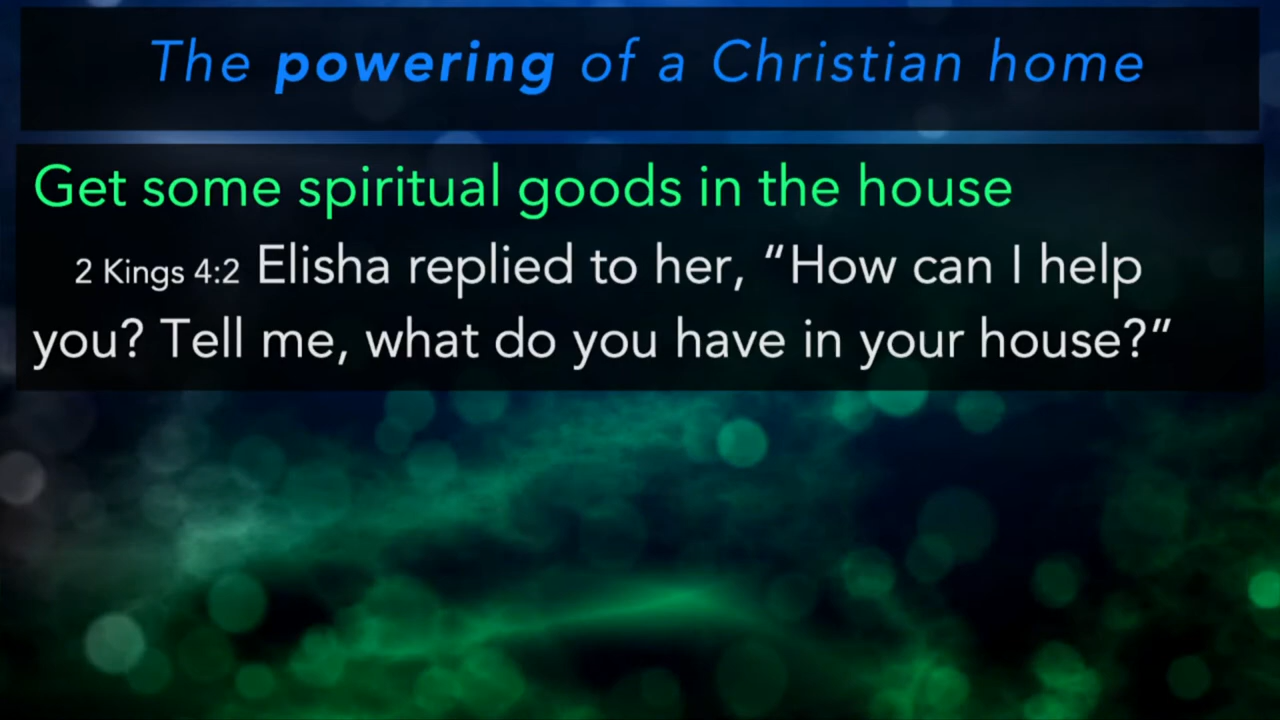 The powering of a Christian home
Get some spiritual goods in the house
2 Kings 4:2 Elisha replied to her, “How can I help
you? Tell me, what do you have in your house?”